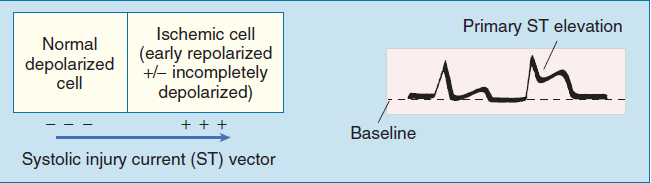 Normal
depolarized
cell
Ischemic cell
(early repolarized
+/– incompletely
depolarized)
– – –
+ + +
Systolic injury current (ST) vector
Primary ST elevation
Baseline